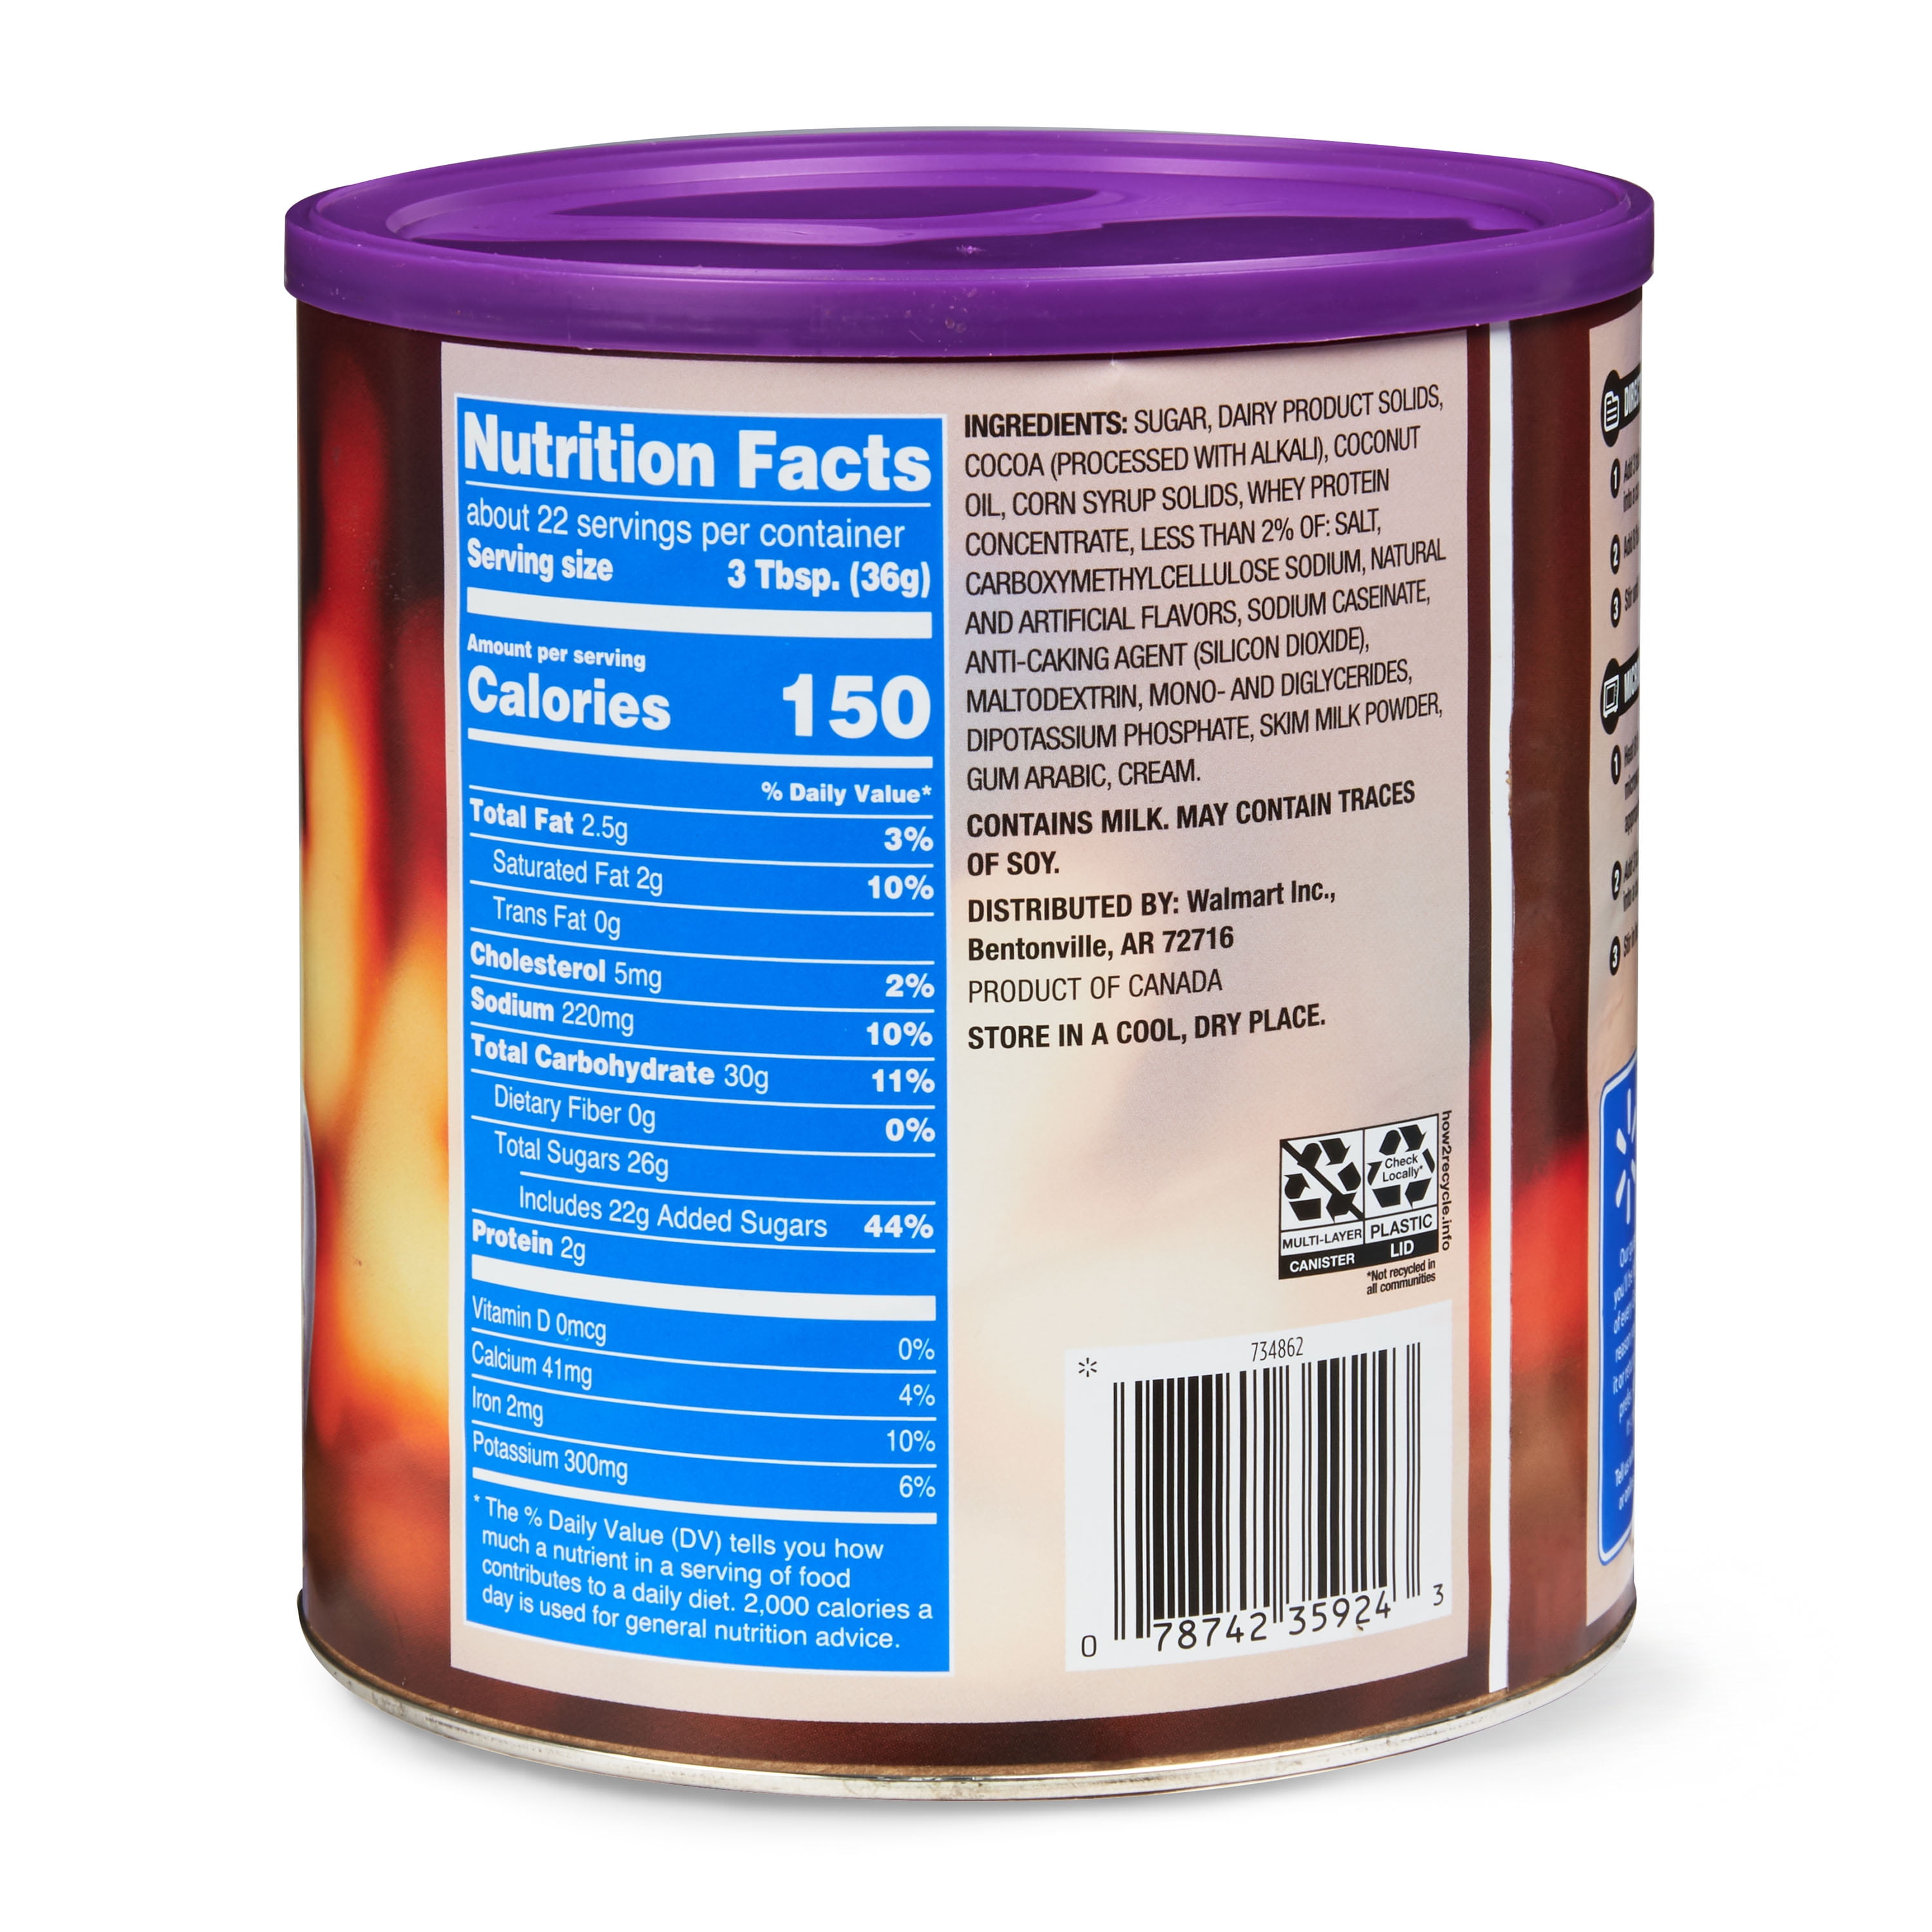 Nutrition Facts
about 22 servings per container
Serving size 3 Tbsp. (36g)
Amount per serving
Calories 150
% Daily Value*
Total Fat 2.5g 3%
Saturated Fat 2g 10%
Trans Fat 0g
Cholesterol 5mg 2%
Sodium 220mg 10%
Total Carbohydrate 30g 11%
Dietary Fiber 0g 0%
Total Sugars 26g
Includes 22g Added Sugars 44%
Protein 2g
Vitamin D 0mcg 0%
Calcium 41mg 4%
Iron 2mg 10%
Potassium 300mg 6%
* The % Daily Value (DV) tells you how
much a nutrient in a serving of food
contributes to a daily diet. 2,000 calories a
day is used for general nutrition advice.
INGREDIENTS: SUGAR, DAIRY PRODUCT SOLIDS,
COCOA (PROCESSED WITH ALKALI), COCONUT
OIL, CORN SYRUP SOLIDS, WHEY PROTEIN
CONCENTRATE, LESS THAN 2% OF: SALT,
CARBOXYMETHYLCELLULOSE SODIUM, NATURAL
AND ARTIFICIAL FLAVORS, SODIUM CASEINATE,
ANTI-CAKING AGENT (SILICON DIOXIDE),
MALTODEXTRIN, MONO- AND DIGLYCERIDES,
DIPOTASSIUM PHOSPHATE, SKIM MILK POWDER,
GUM ARABIC, CREAM.
CONTAINS MILK. MAY CONTAIN TRACES
OF SOY.
DISTRIBUTED BY: Walmart Inc.,
Bentonville, AR 72716
PRODUCT OF CANADA
STORE IN A COOL, DRY PLACE.
Check
Locally*
MULTI-LAYER PLASTIC
CANISTER LID
*Not recycled in
all communities
how2recycle.info
734862
0 78742 35924 3
1
2
3
1
2
3